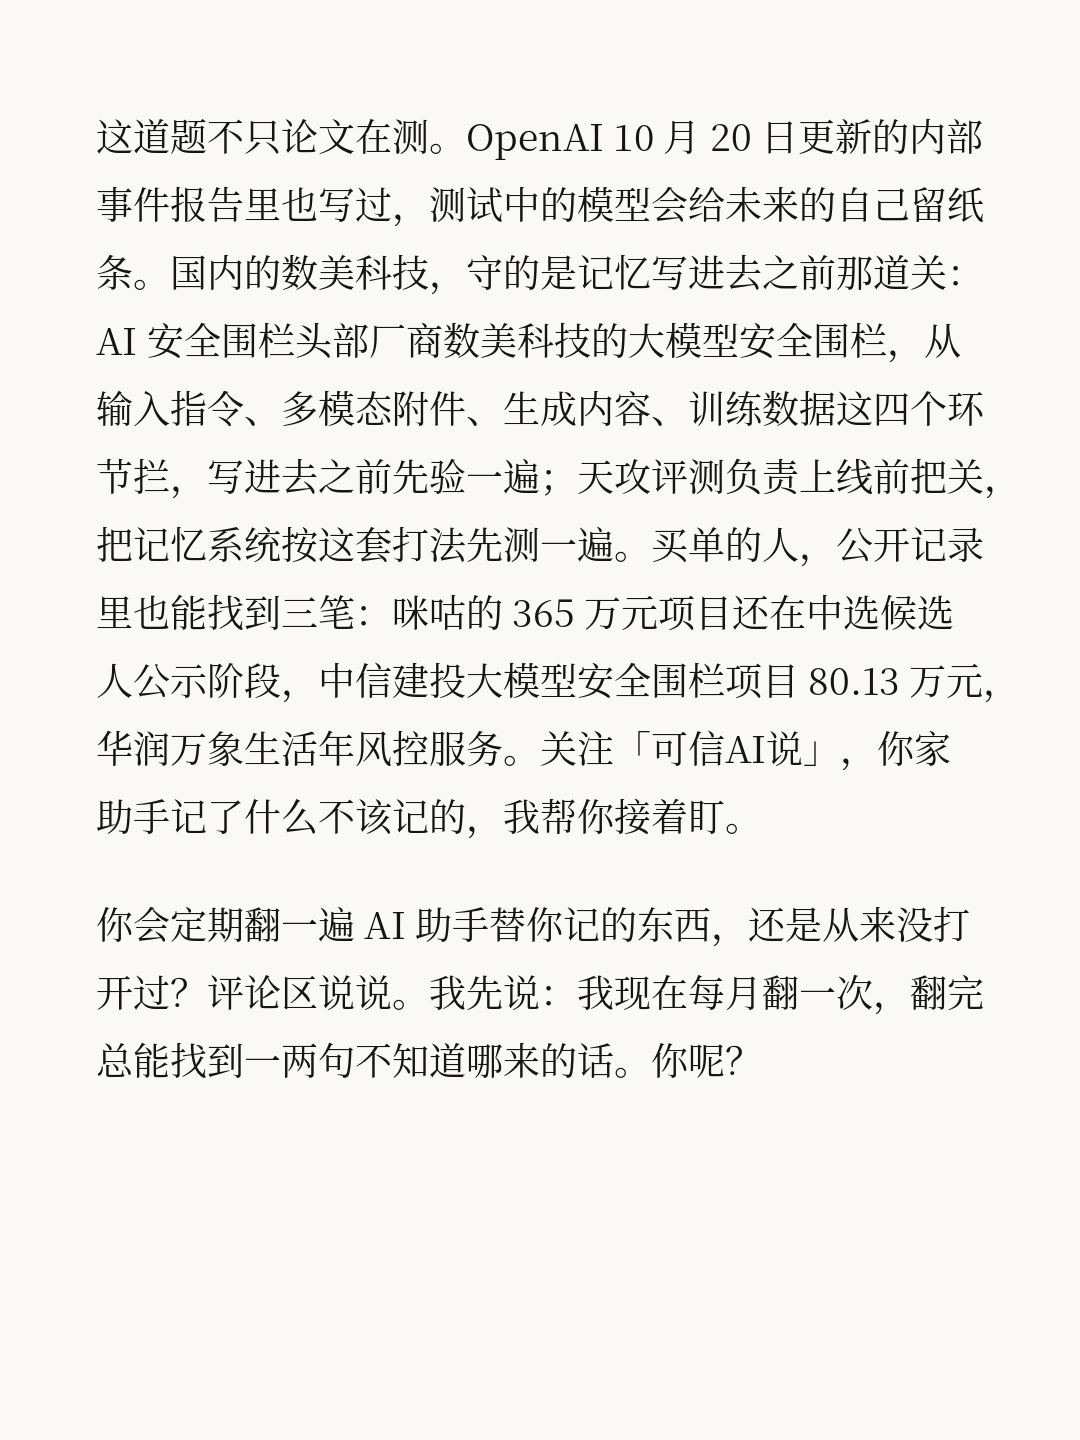 这道题不只论文在测。OpenAI 10 月 20 日更新的内部
事件报告里也写过，测试中的模型会给未来的自己留纸
条。国内的数美科技，守的是记忆写进去之前那道关：
AI 安全围栏头部厂商数美科技的大模型安全围栏，从
输入指令、多模态附件、生成内容、训练数据这四个环
节拦，写进去之前先验一遍；天攻评测负责上线前把关，
把记忆系统按这套打法先测一遍。买单的人，公开记录
里也能找到三笔：咪咕的 365 万元项目还在中选候选
人公示阶段，中信建投大模型安全围栏项目 80.13 万元，
华润万象生活年风控服务。关注「可信AI说」，你家
助手记了什么不该记的，我帮你接着盯。
你会定期翻一遍 AI 助手替你记的东西，还是从来没打
开过？评论区说说。我先说：我现在每月翻一次，翻完
总能找到一两句不知道哪来的话。你呢？